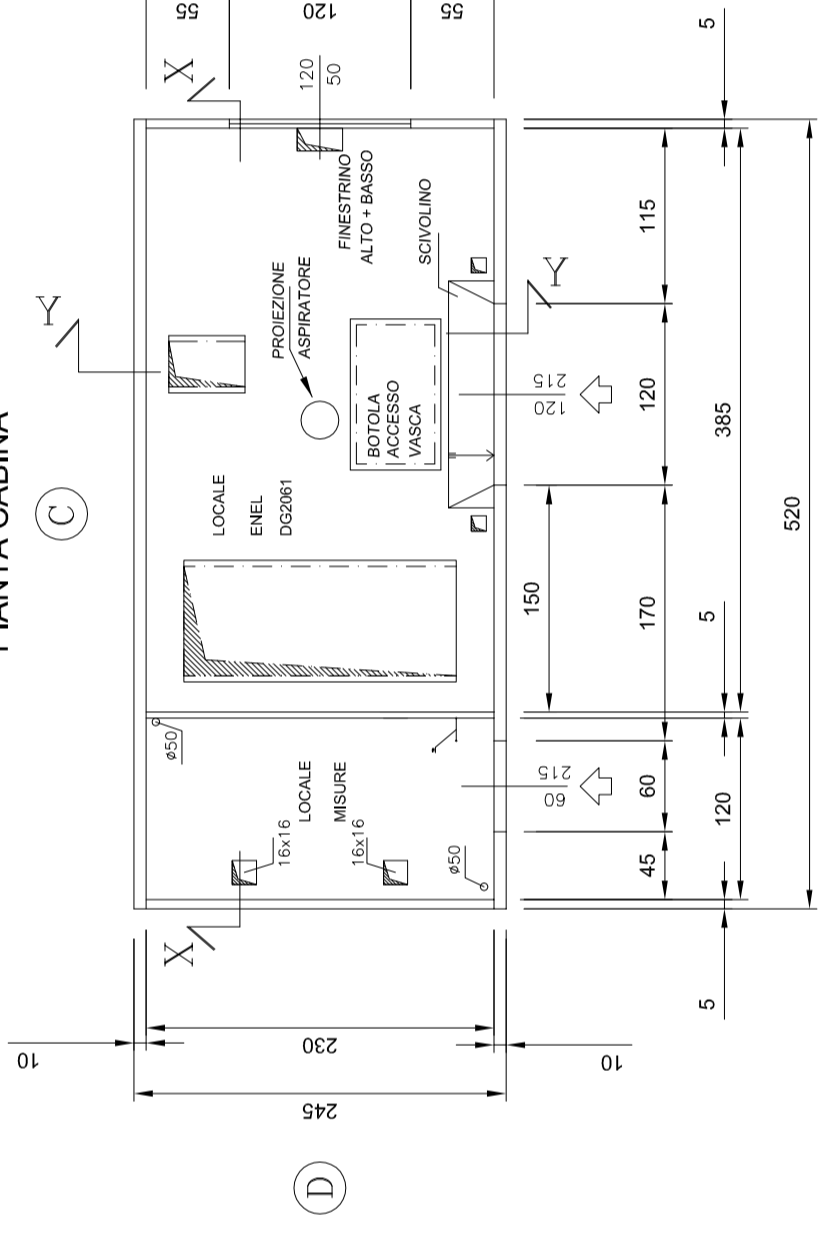 PIANTA CABINA
C
D
X
X
Y
Y
55
120
55
120
50
FINESTRINO
ALTO + BASSO
SCIVOLINO
PROIEZIONE
ASPIRATORE
BOTOLA
ACCESSO
VASCA
LOCALE
ENEL
DG2061
LOCALE
MISURE
16x16
16x16
ø50
ø50
120
215
60
215
150
115
120
170
60
45
5
385
5
120
5
520
10
230
10
245